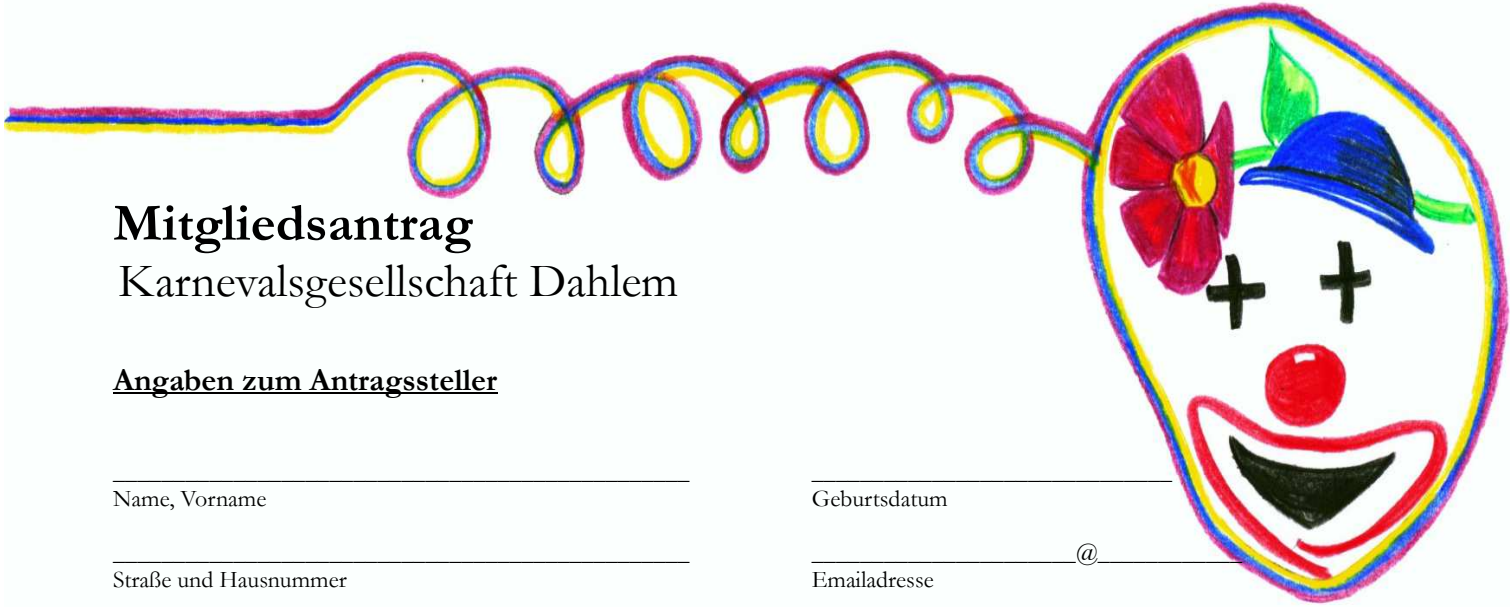 Mitgliedsantrag
Karnevalsgesellschaft Dahlem
Angaben zum Antragssteller
Name, Vorname
Geburtsdatum
@
Straße und Hausnummer
Emailadresse